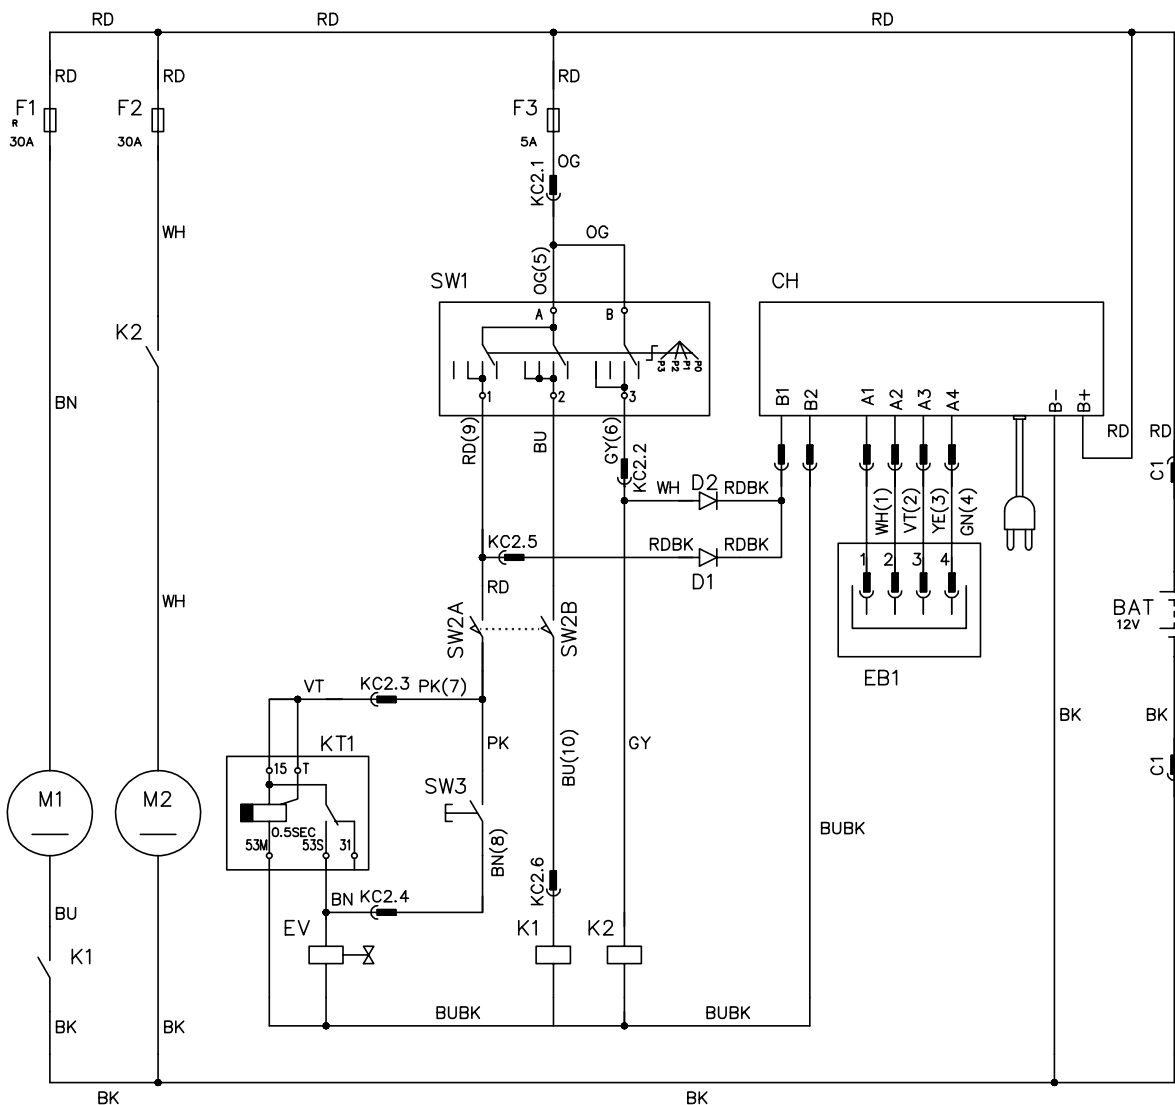 RD
RD
RD
RD
RD
RD
F1
R
30A
F2
30A
F3
5A
OG
KC2.1
WH
OG
OG(5)
SW1
CH
A
B
K2
P3
P2
P1
P0
BN
1
2
3
B1
B2
A1
A2
A3
A4
B-
B+
RD(9)
BU
GY(6)
KC2.2
RD
RD
C1
WH
D2
RDBK
WH(1)
VT(2)
YE(3)
GN(4)
KC2.5
RDBK
RDBK
D1
1
2
3
4
RD
WH
SW2A
SW2B
BAT
12V
EB1
VT
KC2.3
PK(7)
BK
BK
KT1
PK
BU(10)
GY
15
T
C1
M1
M2
SW3
0.5SEC
53M
53S
31
BN(8)
BUBK
KC2.6
BN
KC2.4
BU
EV
K1
K2
K1
BUBK
BUBK
BK
BK
BK
BK